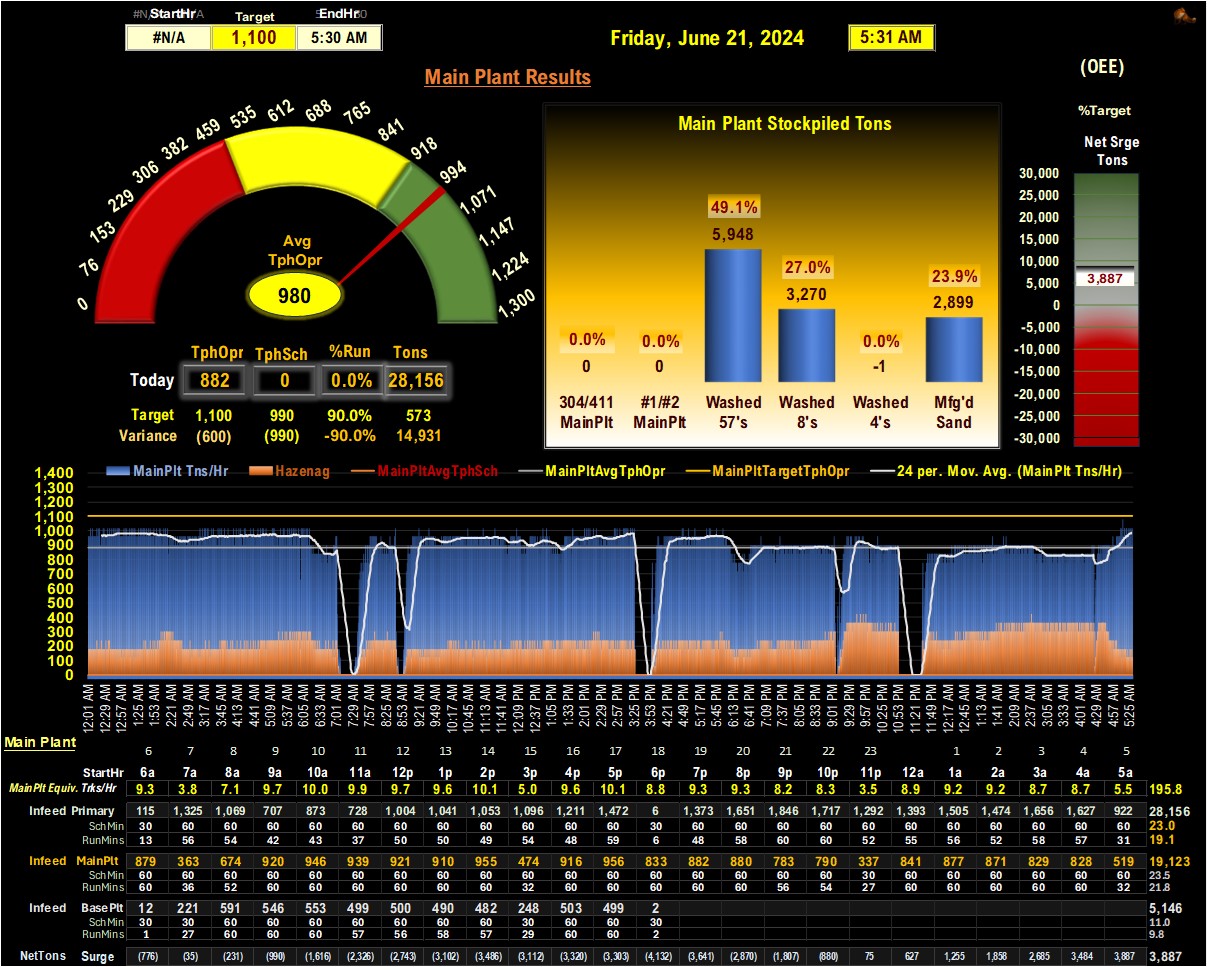 StartHr Target EndHr
#N/A 1,100 5:30 AM
Friday, June 21, 2024 5:31 AM
(OEE)
Main Plant Results
%Target
Net Srge
Tons
30,000
25,000
20,000
15,000
10,000
5,000
0
-5,000
-10,000
-15,000
-20,000
-25,000
-30,000
3,887
0 76 153 229 306 382 459 535 612 688 765 841 918 994 1,071 1,147 1,224 1,300
Avg
TphOpr
980
TphOpr TphSch %Run Tons
Today 882 0 0.0% 28,156
Target 1,100 990 90.0% 573
Variance (600) (990) -90.0% 14,931
Main Plant Stockpiled Tons
49.1%
5,948
27.0%
3,270
23.9%
2,899
0.0% 0.0% 0.0%
0 0 -1
304/411 #1/#2 Washed Washed Washed Mfg'd
MainPlt MainPlt 57's 8's 4's Sand
MainPlt Tns/Hr Hazenag MainPltAvgTphSch MainPltAvgTphOpr MainPltTargetTphOpr 24 per. Mov. Avg. (MainPlt Tns/Hr)
1,400
1,300
1,200
1,100
1,000
900
800
700
600
500
400
300
200
100
0
12:01 AM 12:29 AM 12:57 AM 1:25 AM 1:53 AM 2:21 AM 2:49 AM 3:17 AM 3:45 AM 4:13 AM 4:41 AM 5:09 AM 5:37 AM 6:05 AM 6:33 AM 7:01 AM 7:29 AM 7:57 AM 8:25 AM 8:53 AM 9:21 AM 9:49 AM 10:17 AM 10:45 AM 11:13 AM 11:41 AM 12:09 PM 12:37 PM 1:05 PM 1:33 PM 2:01 PM 2:29 PM 2:57 PM 3:25 PM 3:53 PM 4:21 PM 4:49 PM 5:17 PM 5:45 PM 6:13 PM 6:41 PM 7:09 PM 7:37 PM 8:05 PM 8:33 PM 9:01 PM 9:29 PM 9:57 PM 10:25 PM 10:53 PM 11:21 PM 11:49 PM 12:17 AM 12:45 AM 1:13 AM 1:41 AM 2:09 AM 2:37 AM 3:05 AM 3:33 AM 4:01 AM 4:29 AM 4:57 AM 5:25 AM
Main Plant
6 7 8 9 10 11 12 13 14 15 16 17 18 19 20 21 22 23 1 2 3 4 5
StartHr 6a 7a 8a 9a 10a 11a 12p 1p 2p 3p 4p 5p 6p 7p 8p 9p 10p 11p 12a 1a 2a 3a 4a 5a
MainPlt Equiv. Trks/Hr 9.3 3.8 7.1 9.7 10.0 9.9 9.7 9.6 10.1 5.0 9.6 10.1 8.8 9.3 9.3 8.2 8.3 3.5 8.9 9.2 9.2 8.7 8.7 5.5 195.8
Infeed Primary 115 1,325 1,069 707 873 728 1,004 1,041 1,053 1,096 1,211 1,472 6 1,373 1,651 1,846 1,717 1,292 1,393 1,505 1,474 1,656 1,627 922 28,156
SchMin 30 60 60 60 60 60 60 60 60 60 60 60 30 60 60 60 60 60 60 60 60 60 60 60 23.0
RunMins 13 56 54 42 43 37 50 50 49 54 48 59 6 48 58 60 60 52 55 56 52 58 57 31 19.1
Infeed MainPlt 879 363 674 920 946 939 921 910 955 474 916 956 833 882 880 783 790 337 841 877 871 829 828 519 19,123
SchMin 60 60 60 60 60 60 60 60 60 60 60 60 60 60 60 60 60 30 60 60 60 60 60 60 23.5
RunMins 60 36 52 60 60 60 60 60 60 32 60 60 60 60 60 56 54 27 60 60 60 60 60 32 21.8
Infeed BasePlt 12 221 591 546 553 499 500 490 482 248 503 499 2 5,146
SchMin 30 30 60 60 60 60 60 60 60 30 60 60 30 11.0
RunMins 1 27 60 60 60 57 56 58 57 29 60 60 2 9.8
NetTons Surge (776) (35) (231) (990) (1,616) (2,326) (2,743) (3,102) (3,486) (3,112) (3,320) (3,303) (4,132) (3,641) (2,870) (1,807) (880) 75 627 1,255 1,858 2,685 3,484 3,887 3,887